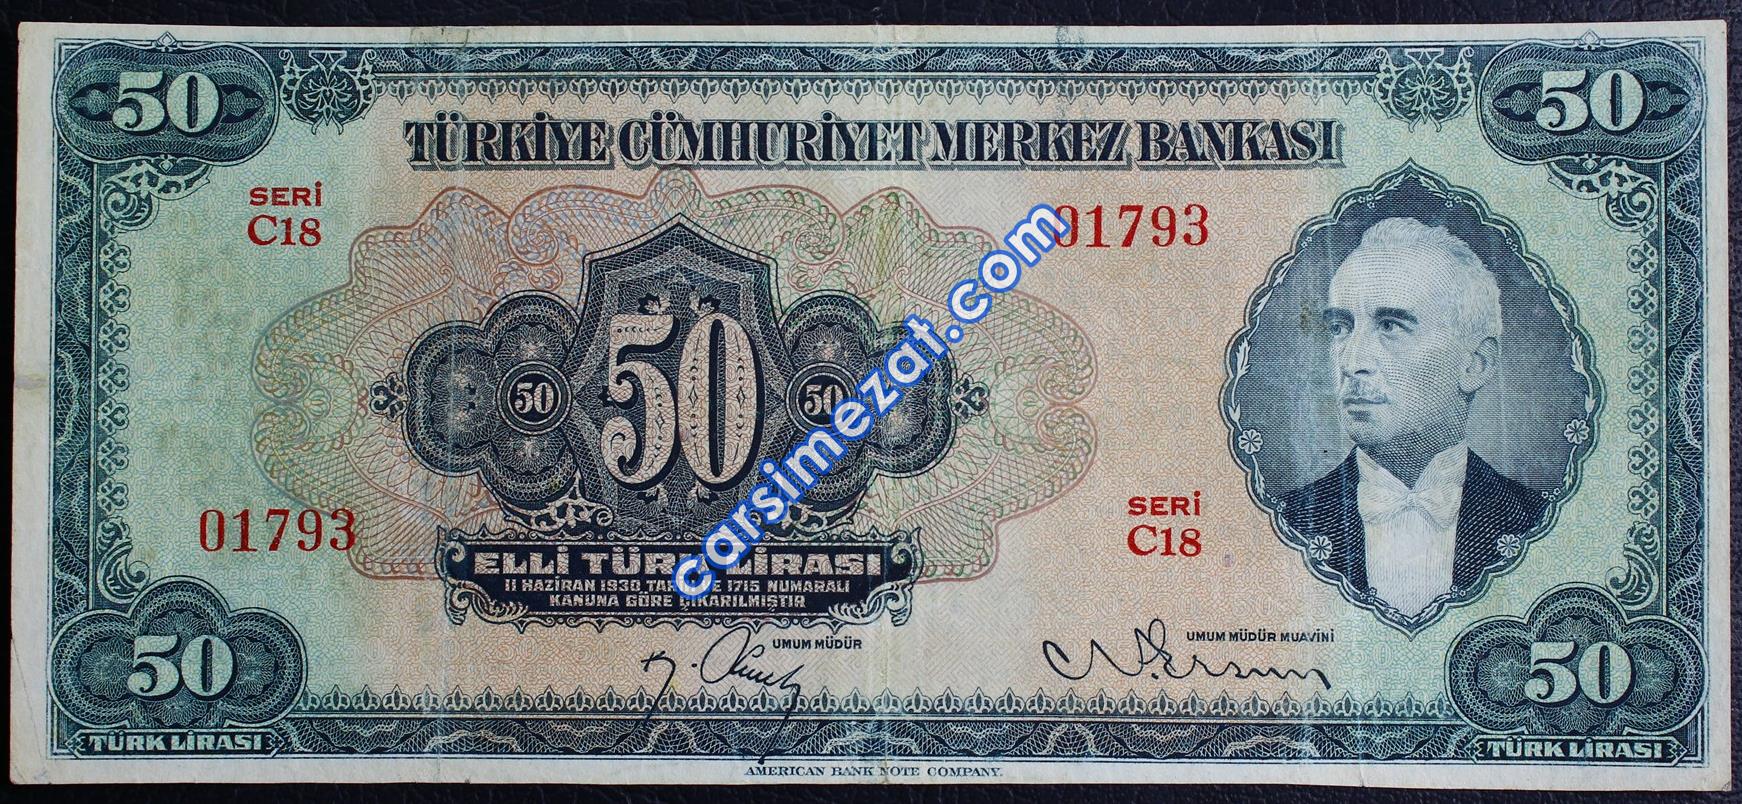 50
50
TÜRKİYE CÜMHURİYET MERKEZ BANKASI
SERİ
C18
01793
50
50
50
01793
SERİ
C18
ELLİ TÜRK LİRASI
11 HAZİRAN 1930 TARİH VE 1715 NUMARALI
KANUNA GÖRE ÇIKARILMIŞTIR
UMUM MÜDÜR
UMUM MÜDÜR MUAVİNİ
50
50
TÜRK LİRASI
TÜRK LİRASI
AMERICAN BANK NOTE COMPANY.
carsimezat.com